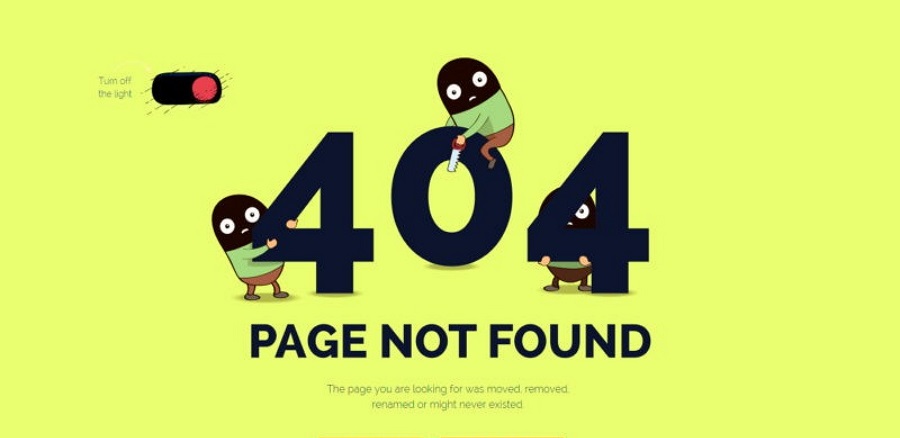 Turn off
the light
404
PAGE NOT FOUND
The page you are looking for was moved, removed,
renamed or might never existed.